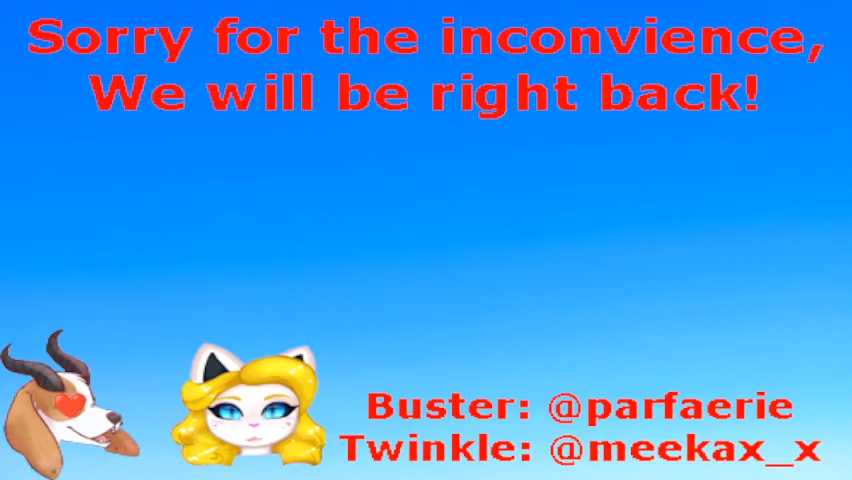 Sorry for the inconvience,
We will be right back!
Buster: @parfaerie
Twinkle: @meekax_x